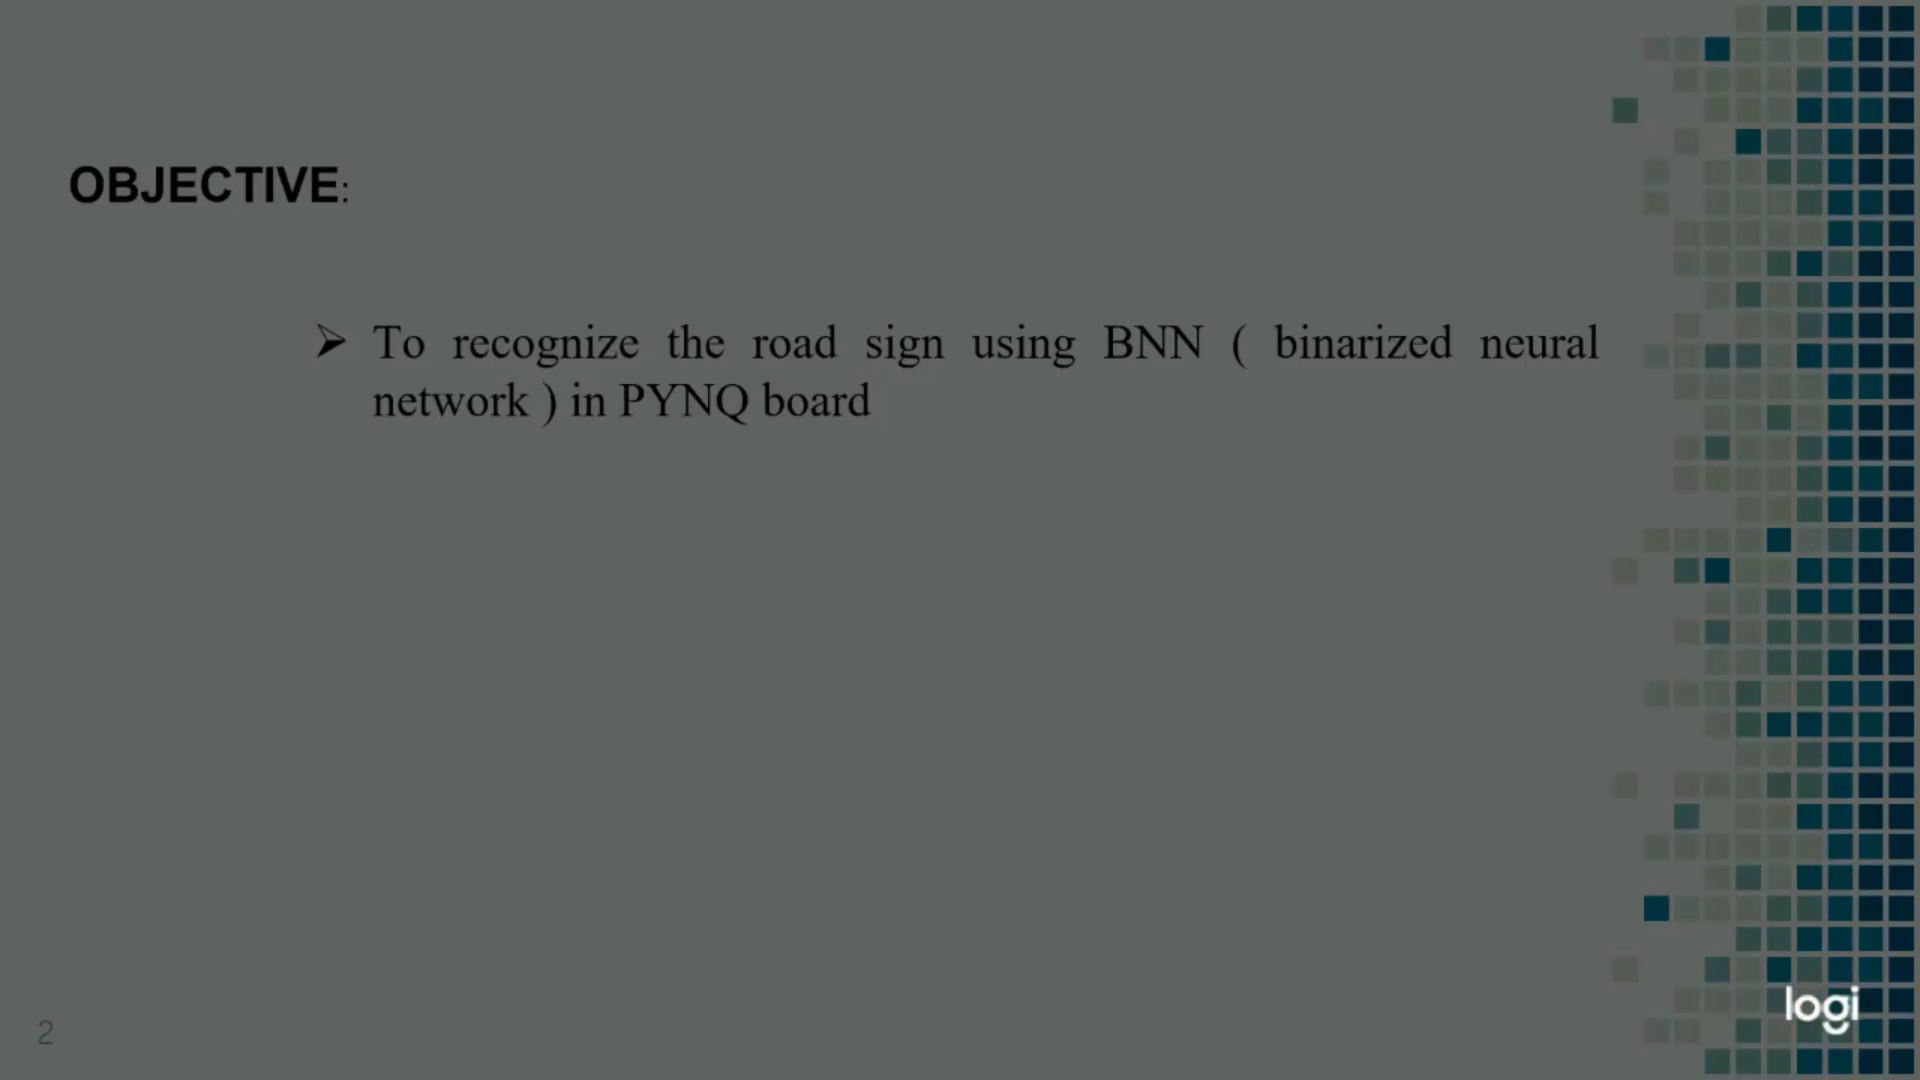 OBJECTIVE:
➢ To recognize the road sign using BNN ( binarized neural
network ) in PYNQ board
2
logi